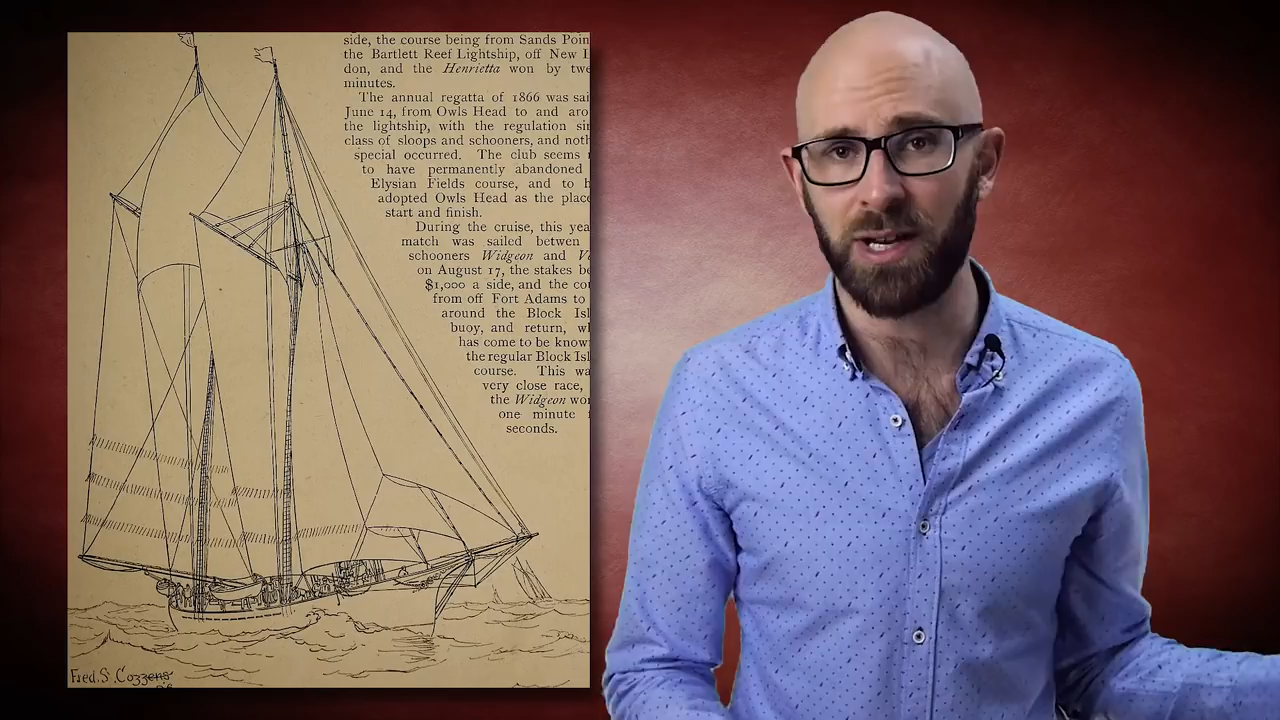 side, the course being from Sands Poin
the Bartlett Reef Lightship, off New L
don, and the Henrietta won by twe
minutes.
The annual regatta of 1866 was sai
June 14, from Owls Head to and aro
the lightship, with the regulation sin
class of sloops and schooners, and noth
special occurred. The club seems
to have permanently abandoned
Elysian Fields course, and to h
adopted Owls Head as the place
start and finish.
During the cruise, this yea
match was sailed betwen
schooners Widgeon and Ve
on August 17, the stakes be
$1,000 a side, and the cou
from off Fort Adams to
around the Block Isl
buoy, and return, wh
has come to be know
the regular Block Isl
course. This wa
very close race,
the Widgeon wo
one minute
seconds.
Fred. S. Cozzens